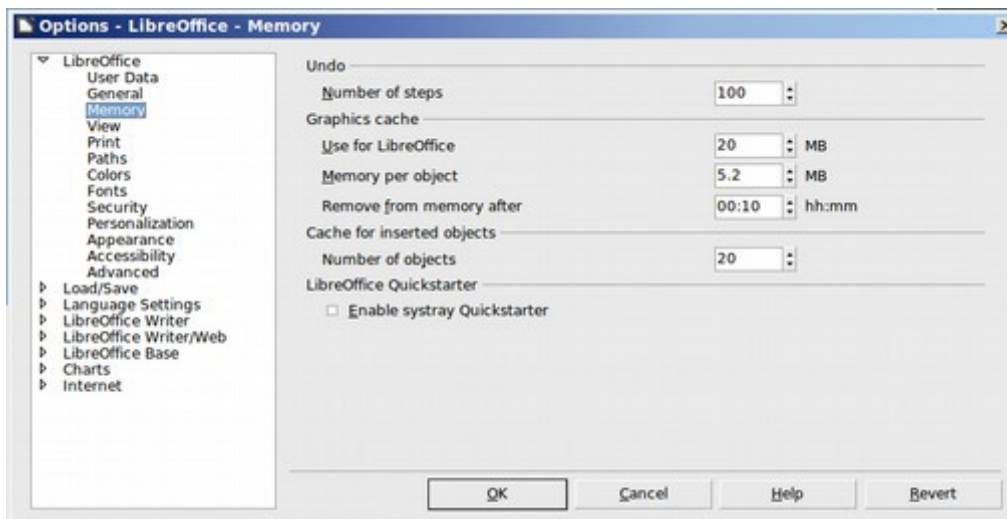 Options - LibreOffice - Memory
LibreOffice
User Data
General
Memory
View
Print
Paths
Colors
Fonts
Security
Personalization
Appearance
Accessibility
Advanced
Load/Save
Language Settings
LibreOffice Writer
LibreOffice Writer/Web
LibreOffice Base
Charts
Internet
Undo
Number of steps 100
Graphics cache
Use for LibreOffice 20 MB
Memory per object 5.2 MB
Remove from memory after 00:10 hh:mm
Cache for inserted objects
Number of objects 20
LibreOffice Quickstarter
Enable systray Quickstarter
OK Cancel Help Revert